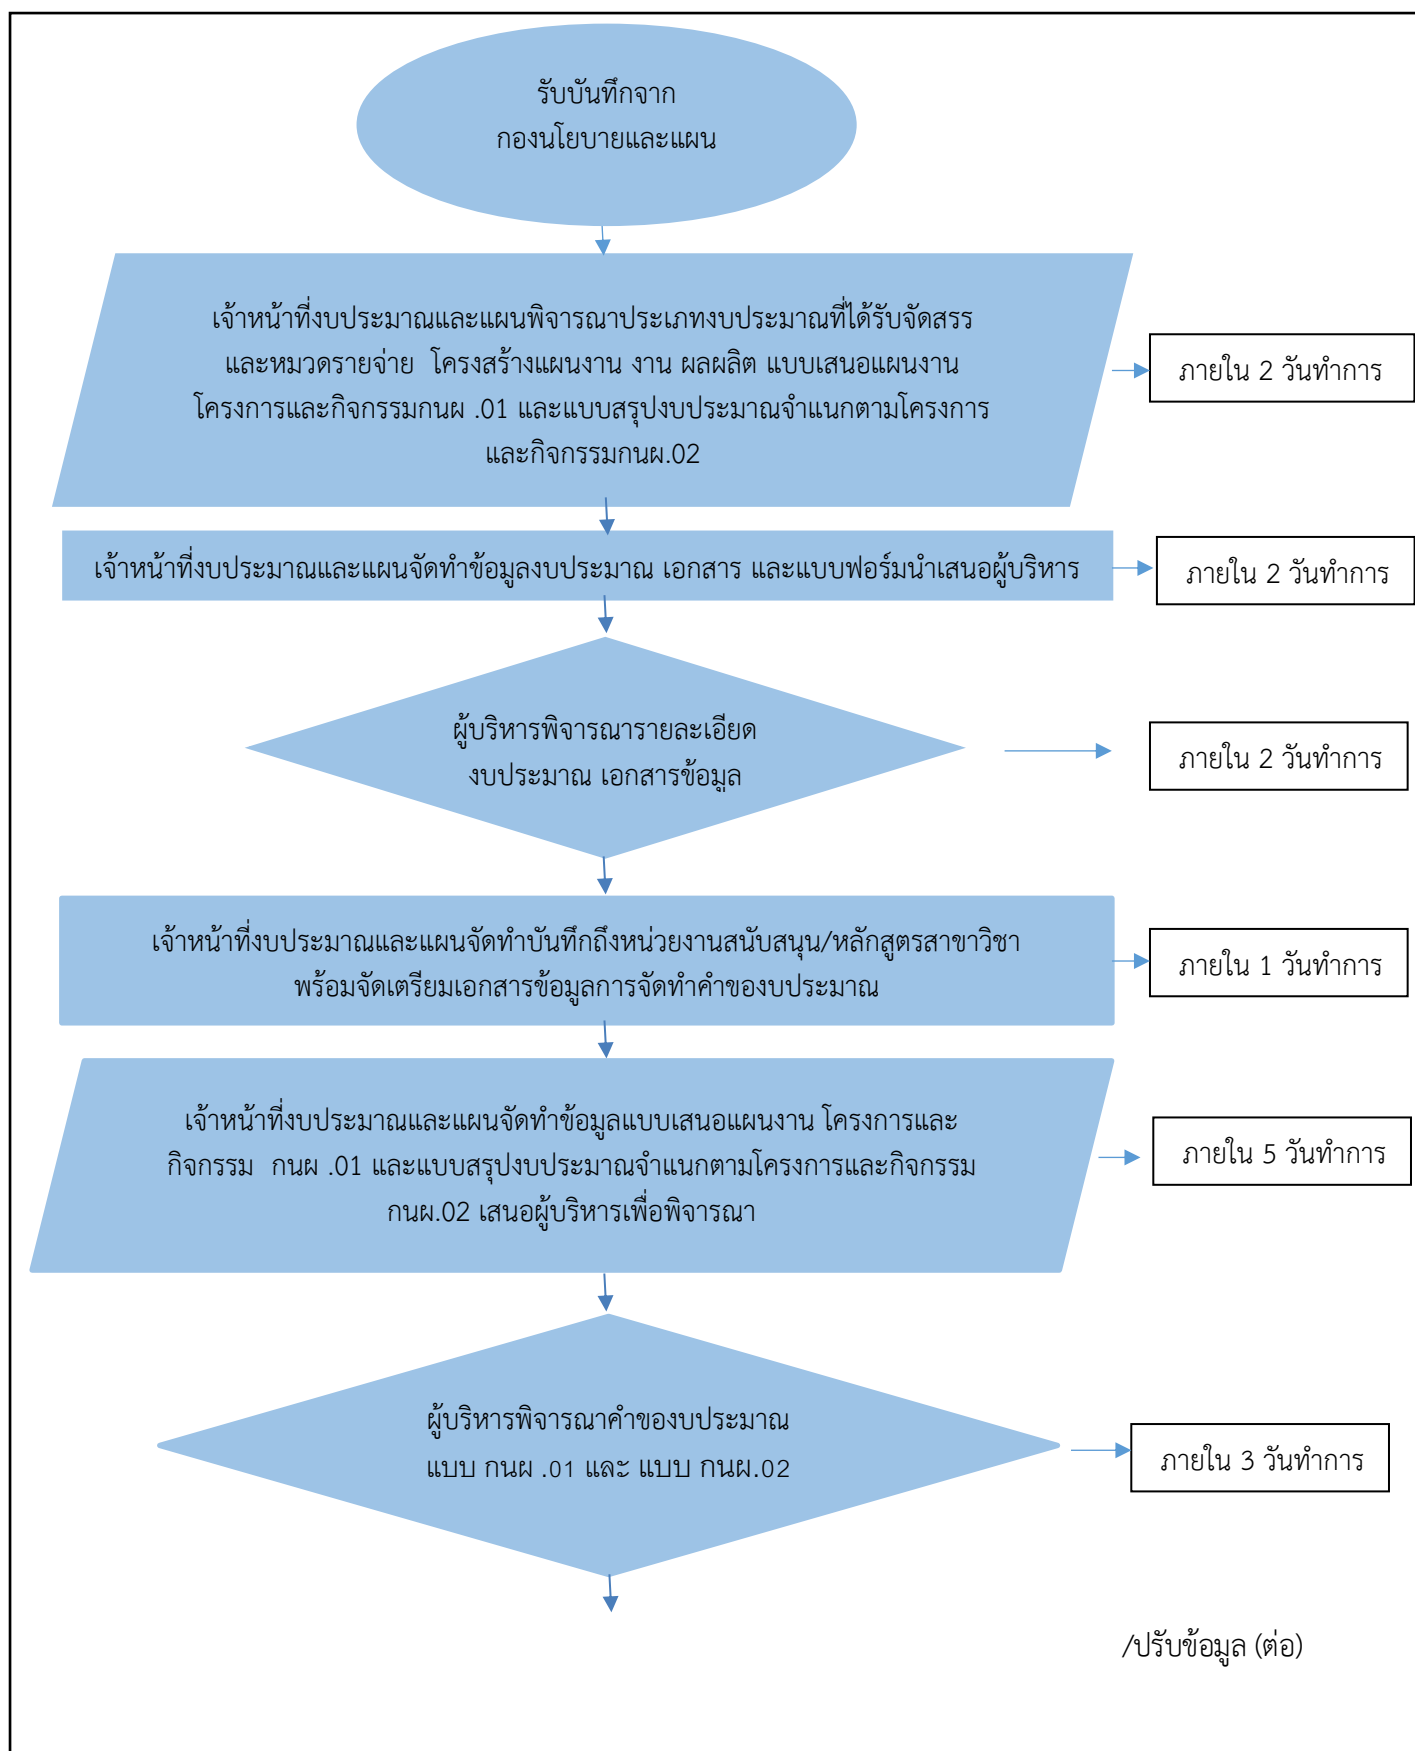 รับบันทึกจาก
กองนโยบายและแผน
เจ้าหน้าที่งบประมาณและแผนพิจารณาประเภทงบประมาณที่ได้รับจัดสรร
และหมวดรายจ่าย  โครงสร้างแผนงาน งาน ผลผลิต แบบเสนอแผนงาน
โครงการและกิจกรรมกนผ .01 และแบบสรุปงบประมาณจำแนกตามโครงการ
และกิจกรรมกนผ.02
ภายใน 2 วันทำการ
เจ้าหน้าที่งบประมาณและแผนจัดทำข้อมูลงบประมาณ เอกสาร และแบบฟอร์มนำเสนอผู้บริหาร
ภายใน 2 วันทำการ
ผู้บริหารพิจารณารายละเอียด
งบประมาณ เอกสารข้อมูล
ภายใน 2 วันทำการ
เจ้าหน้าที่งบประมาณและแผนจัดทำบันทึกถึงหน่วยงานสนับสนุน/หลักสูตรสาขาวิชา
พร้อมจัดเตรียมเอกสารข้อมูลการจัดทำคำของบประมาณ
ภายใน 1 วันทำการ
เจ้าหน้าที่งบประมาณและแผนจัดทำข้อมูลแบบเสนอแผนงาน โครงการและ
กิจกรรม  กนผ .01 และแบบสรุปงบประมาณจำแนกตามโครงการและกิจกรรม
กนผ.02 เสนอผู้บริหารเพื่อพิจารณา
ภายใน 5 วันทำการ
ผู้บริหารพิจารณาคำของบประมาณ
แบบ กนผ .01 และ แบบ กนผ.02
ภายใน 3 วันทำการ
/ปรับข้อมูล (ต่อ)